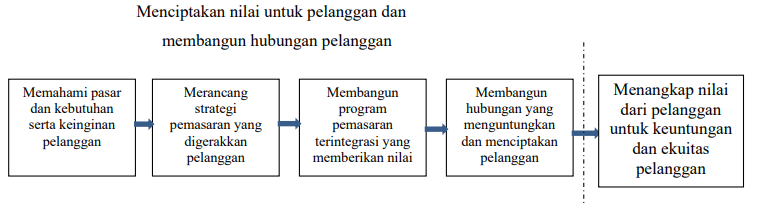 Menciptakan nilai untuk pelanggan dan
membangun hubungan pelanggan
Memahami pasar
dan kebutuhan
serta keinginan
pelanggan
Merancang
strategi
pemasaran yang
digerakkan
pelanggan
Membangun
program
pemasaran
terintegrasi yang
memberikan nilai
Membangun
hubungan yang
menguntungkan
dan menciptakan
pelanggan
Menangkap nilai
dari pelanggan
untuk keuntungan
dan ekuitas
pelanggan